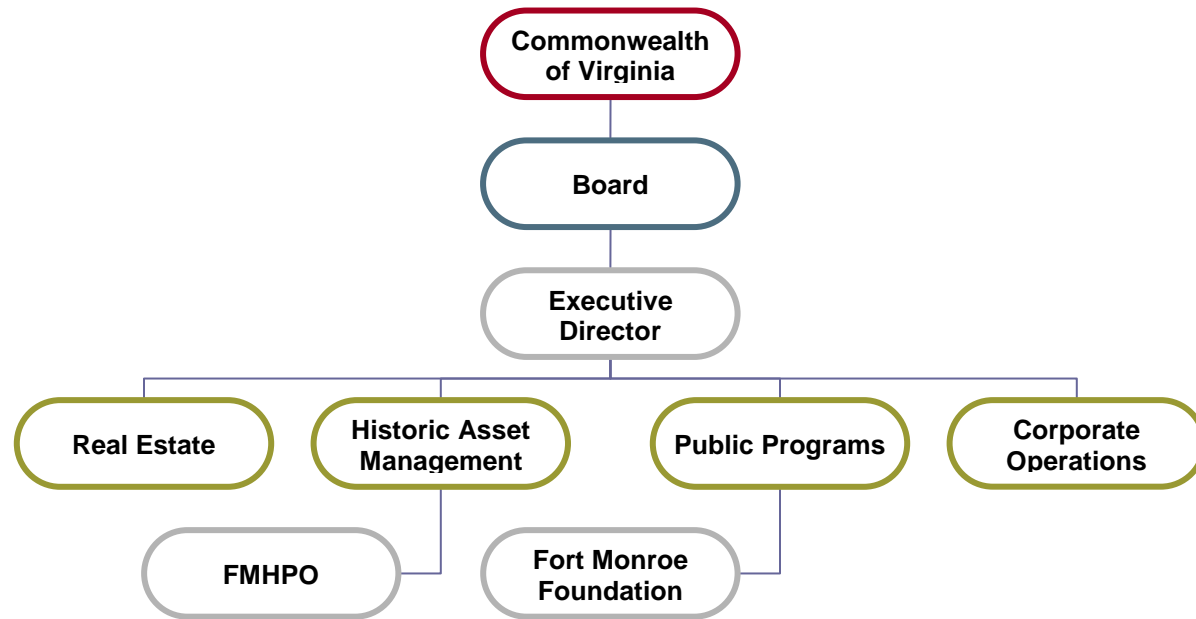 Commonwealth
of Virginia
Board
Executive
Director
Real Estate
Historic Asset
Management
Public Programs
Corporate
Operations
FMHPO
Fort Monroe
Foundation